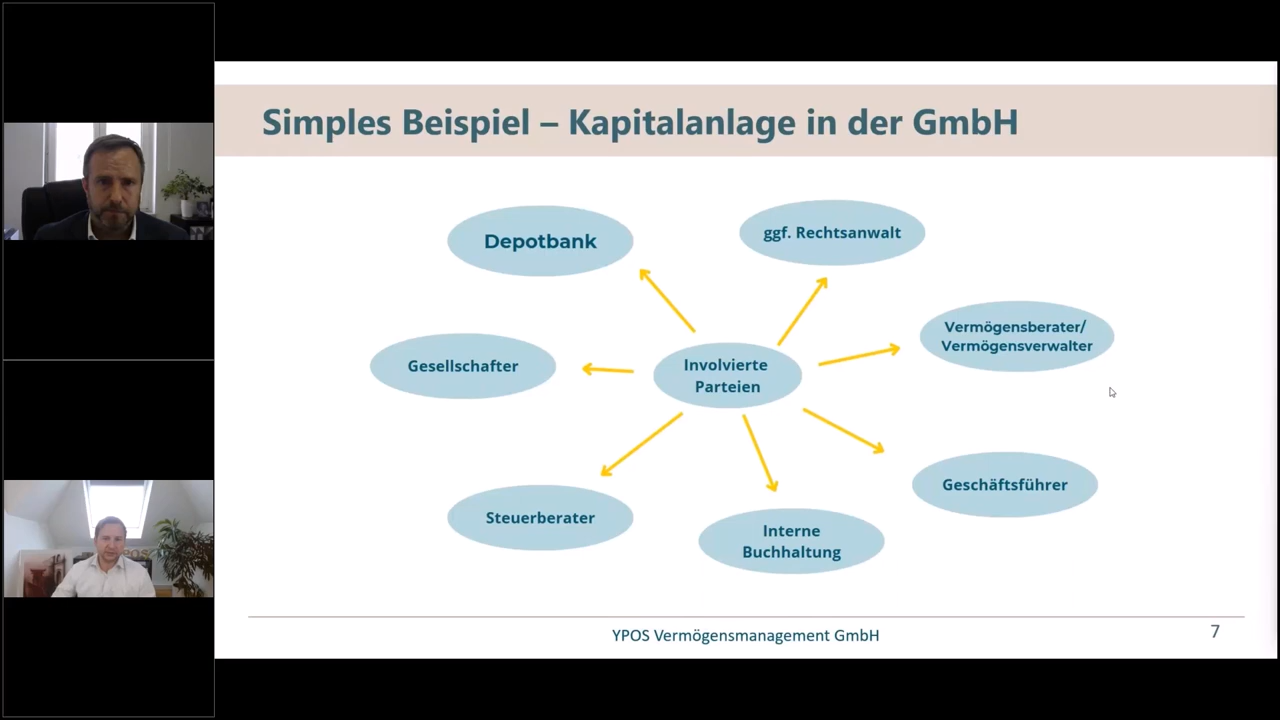 Simples Beispiel – Kapitalanlage in der GmbH
Depotbank
ggf. Rechtsanwalt
Vermögensberater/
Vermögensverwalter
Gesellschafter
Involvierte
Parteien
Geschäftsführer
Steuerberater
Interne
Buchhaltung
YPOS Vermögensmanagement GmbH
7